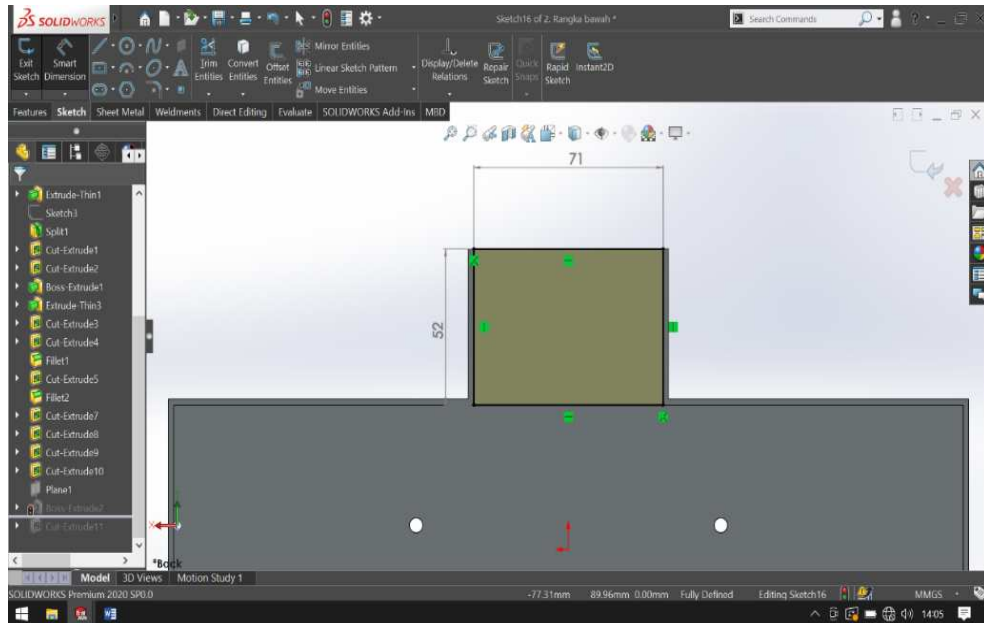 SOLIDWORKS
Sketch16 of 2. Rangka bawah *
Search Commands
Exit Sketch
Smart Dimension
Trim Entities
Convert Entities
Offset Entities
Mirror Entities
Linear Sketch Pattern
Move Entities
Display/Delete Relations
Repair Sketch
Quick Snaps
Rapid Sketch
Instant2D
Features Sketch Sheet Metal Weldments Direct Editing Evaluate SOLIDWORKS Add-Ins MBD
71
52
Extrude-Thin1
Sketch3
Split1
Cut-Extrude1
Cut-Extrude2
Boss-Extrude1
Extrude-Thin3
Cut-Extrude3
Cut-Extrude4
Fillet1
Cut-Extrude5
Fillet2
Cut-Extrude7
Cut-Extrude8
Cut-Extrude9
Cut-Extrude10
Plane1
Boss-Extrude2
Cut-Extrude11
X
*Back
Model 3D Views Motion Study 1
SOLIDWORKS Premium 2020 SP0.0
-77.31mm 89.96mm 0.00mm Fully Defined Editing Sketch16 MMGS
14:05